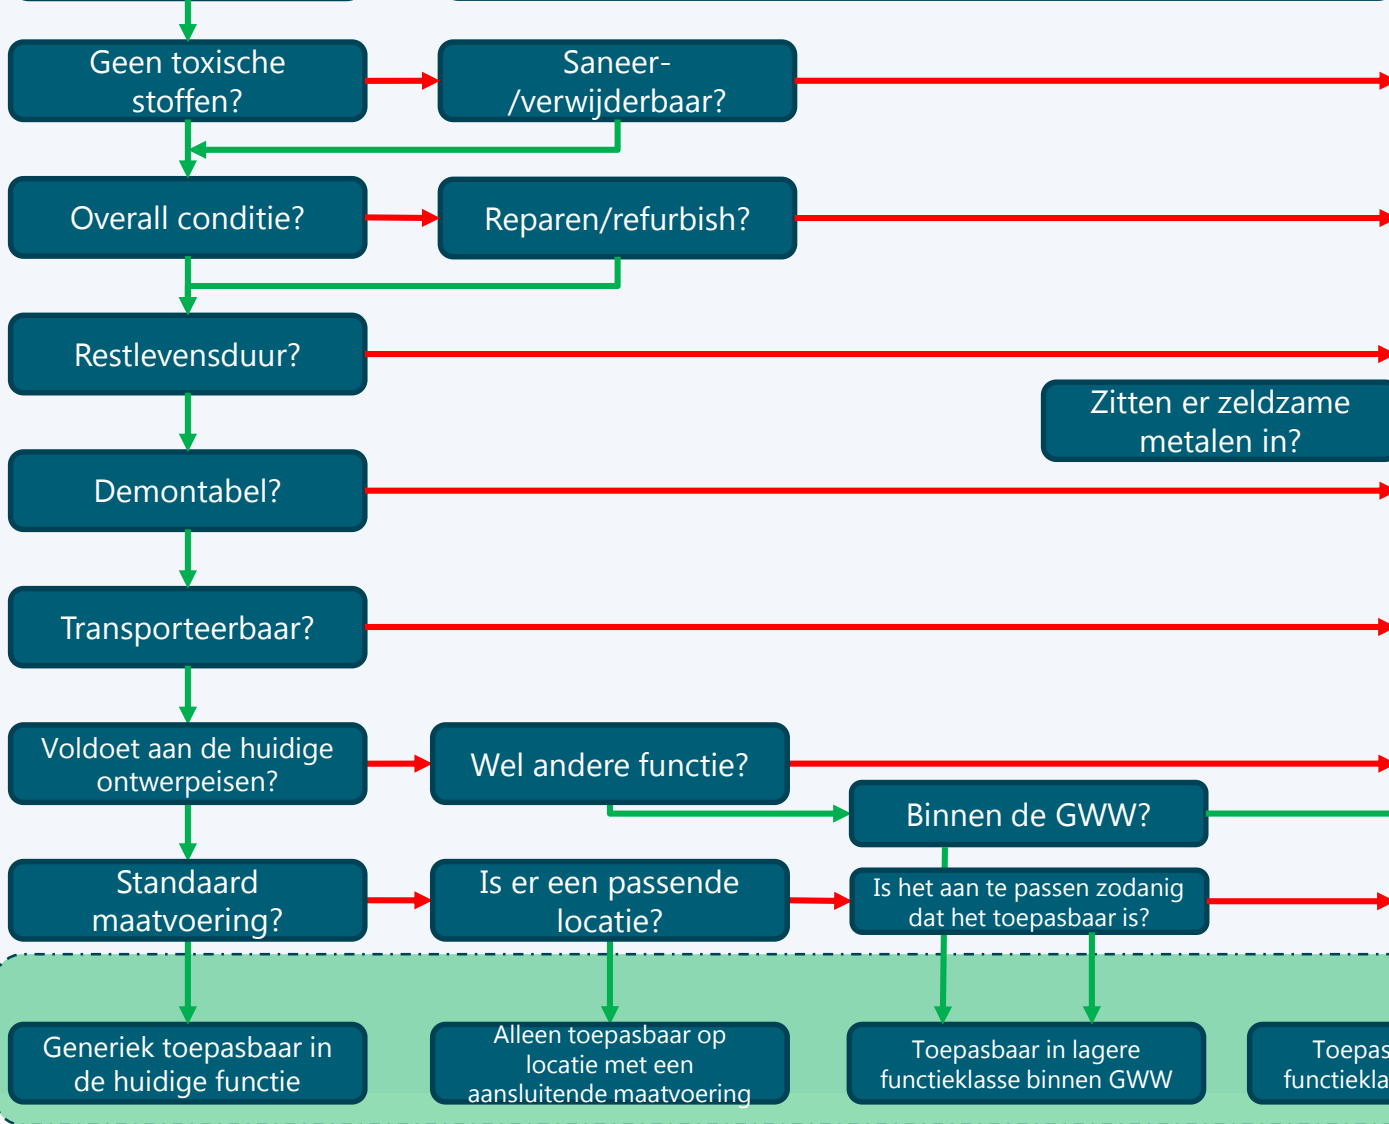 Geen toxische
stoffen?
Saneer-
/verwijderbaar?
Overall conditie?
Reparen/refurbish?
Restlevensduur?
Zitten er zeldzame
metalen in?
Demontabel?
Transporteerbaar?
Voldoet aan de huidige
ontwerpeisen?
Wel andere functie?
Binnen de GWW?
Standaard
maatvoering?
Is er een passende
locatie?
Is het aan te passen zodanig
dat het toepasbaar is?
Generiek toepasbaar in
de huidige functie
Alleen toepasbaar op
locatie met een
aansluitende maatvoering
Toepasbaar in lagere
functieklasse binnen GWW
Toepas
functiekla